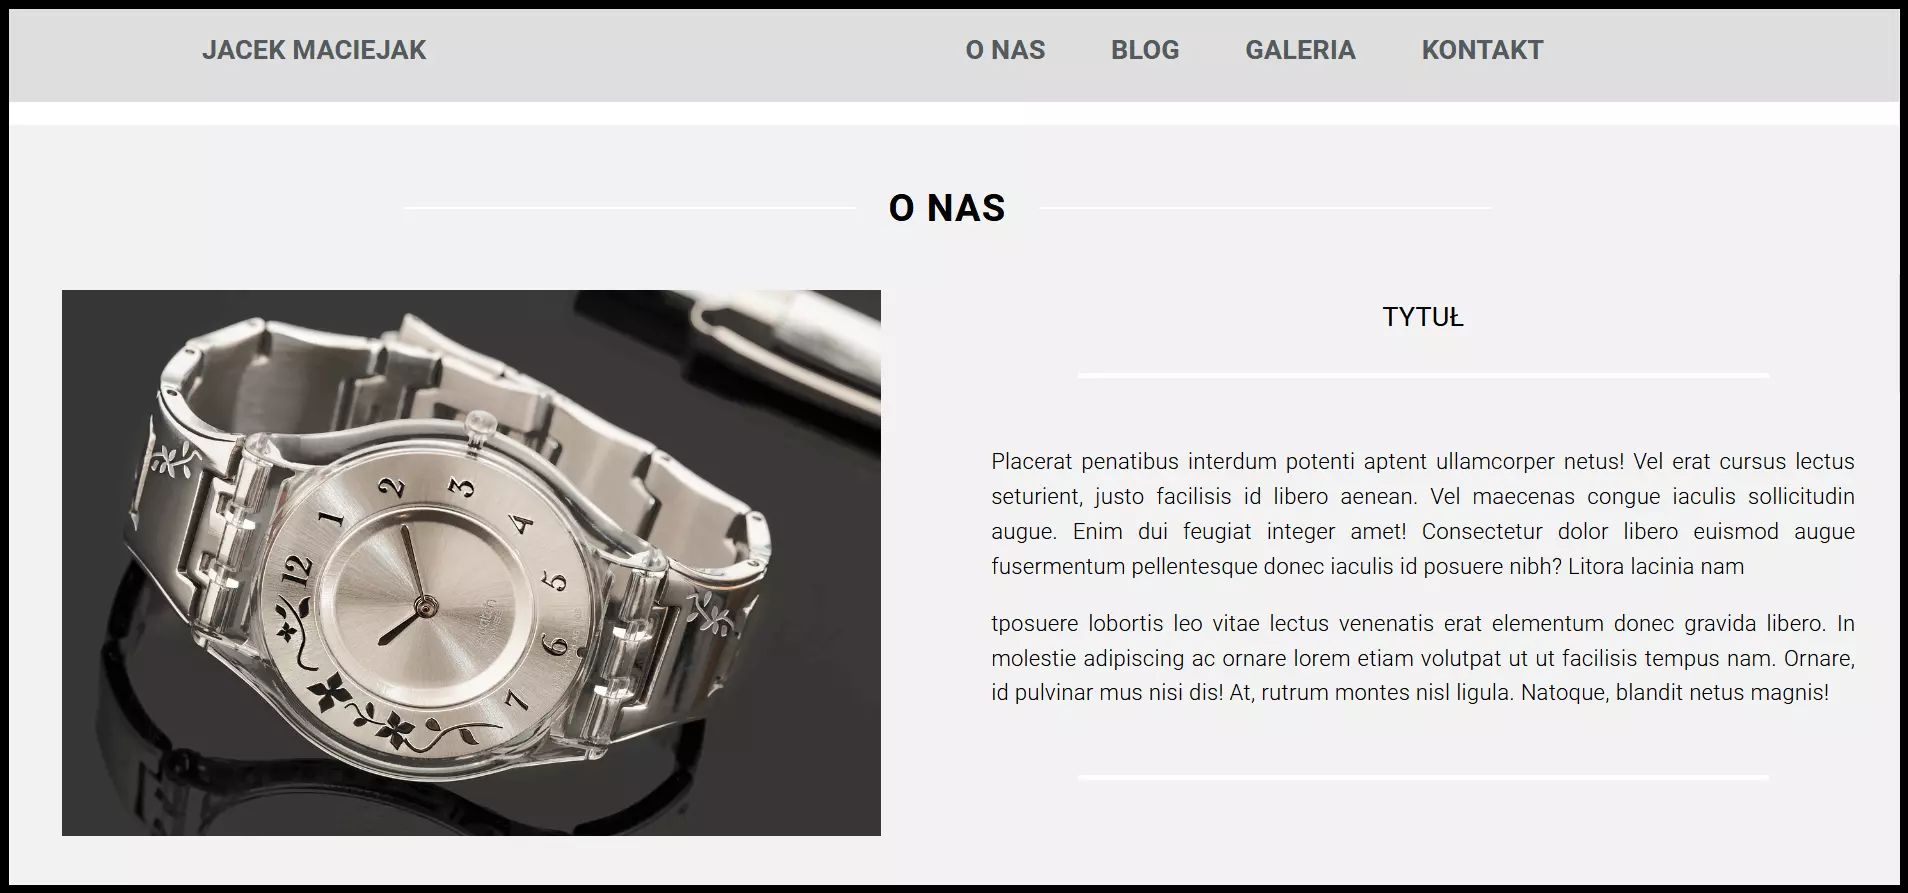 JACEK MACIEJAK
O NAS
BLOG
GALERIA
KONTAKT
O NAS
12
1
2
3
4
5
6
7
swatch
TYTUŁ
Placerat penatibus interdum potenti aptent ullamcorper netus! Vel erat cursus lectus
seturient, justo facilisis id libero aenean. Vel maecenas congue iaculis sollicitudin
augue. Enim dui feugiat integer amet! Consectetur dolor libero euismod augue
fusermentum pellentesque donec iaculis id posuere nibh? Litora lacinia nam
tposuere lobortis leo vitae lectus venenatis erat elementum donec gravida libero. In
molestie adipiscing ac ornare lorem etiam volutpat ut ut facilisis tempus nam. Ornare,
id pulvinar mus nisi dis! At, rutrum montes nisl ligula. Natoque, blandit netus magnis!